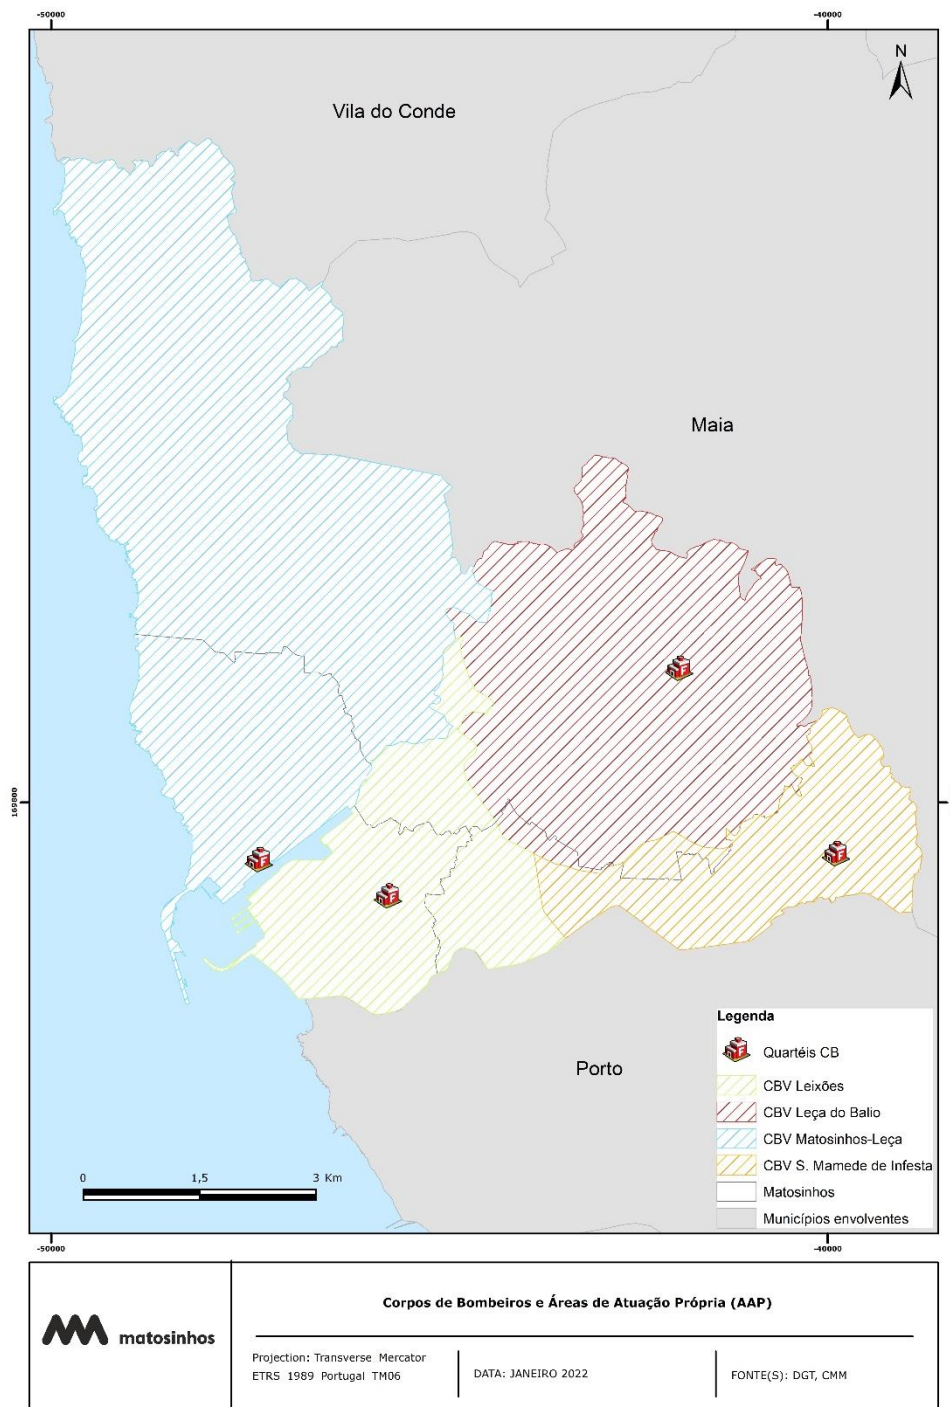 -50000
-40000
N
Vila do Conde
Maia
169800
Porto
Legenda
Quartéis CB
CBV Leixões
CBV Leça do Balio
CBV Matosinhos-Leça
CBV S. Mamede de Infesta
Matosinhos
Municípios envolventes
0 1,5 3 Km
-50000
-40000
matosinhos
Corpos de Bombeiros e Áreas de Atuação Própria (AAP)
Projection: Transverse Mercator
ETRS 1989 Portugal TM06
DATA: JANEIRO 2022
FONTE(S): DGT, CMM